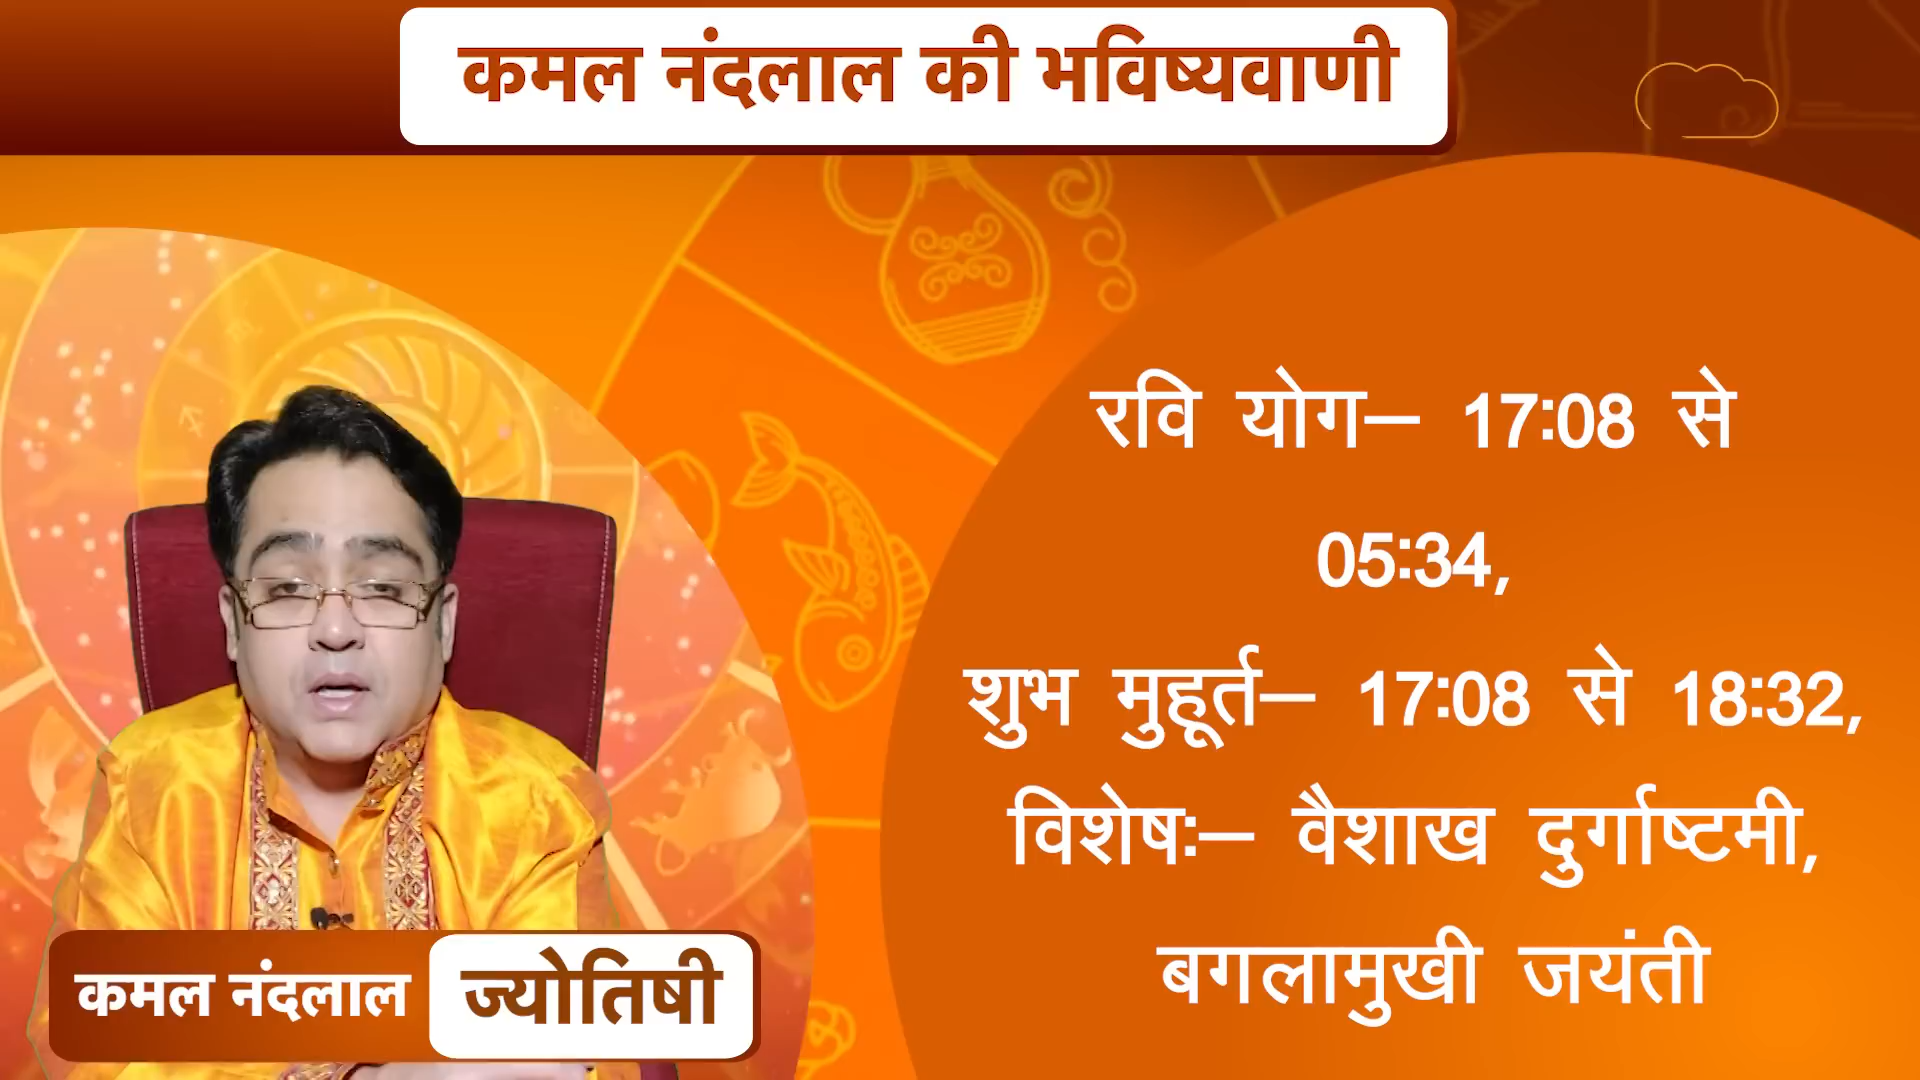 कमल नंदलाल की भविष्यवाणी
रवि योग– 17:08 से
05:34,
शुभ मुहूर्त– 17:08 से 18:32,
विशेषः– वैशाख दुर्गाष्टमी,
बगलामुखी जयंती
कमल नंदलाल ज्योतिषी